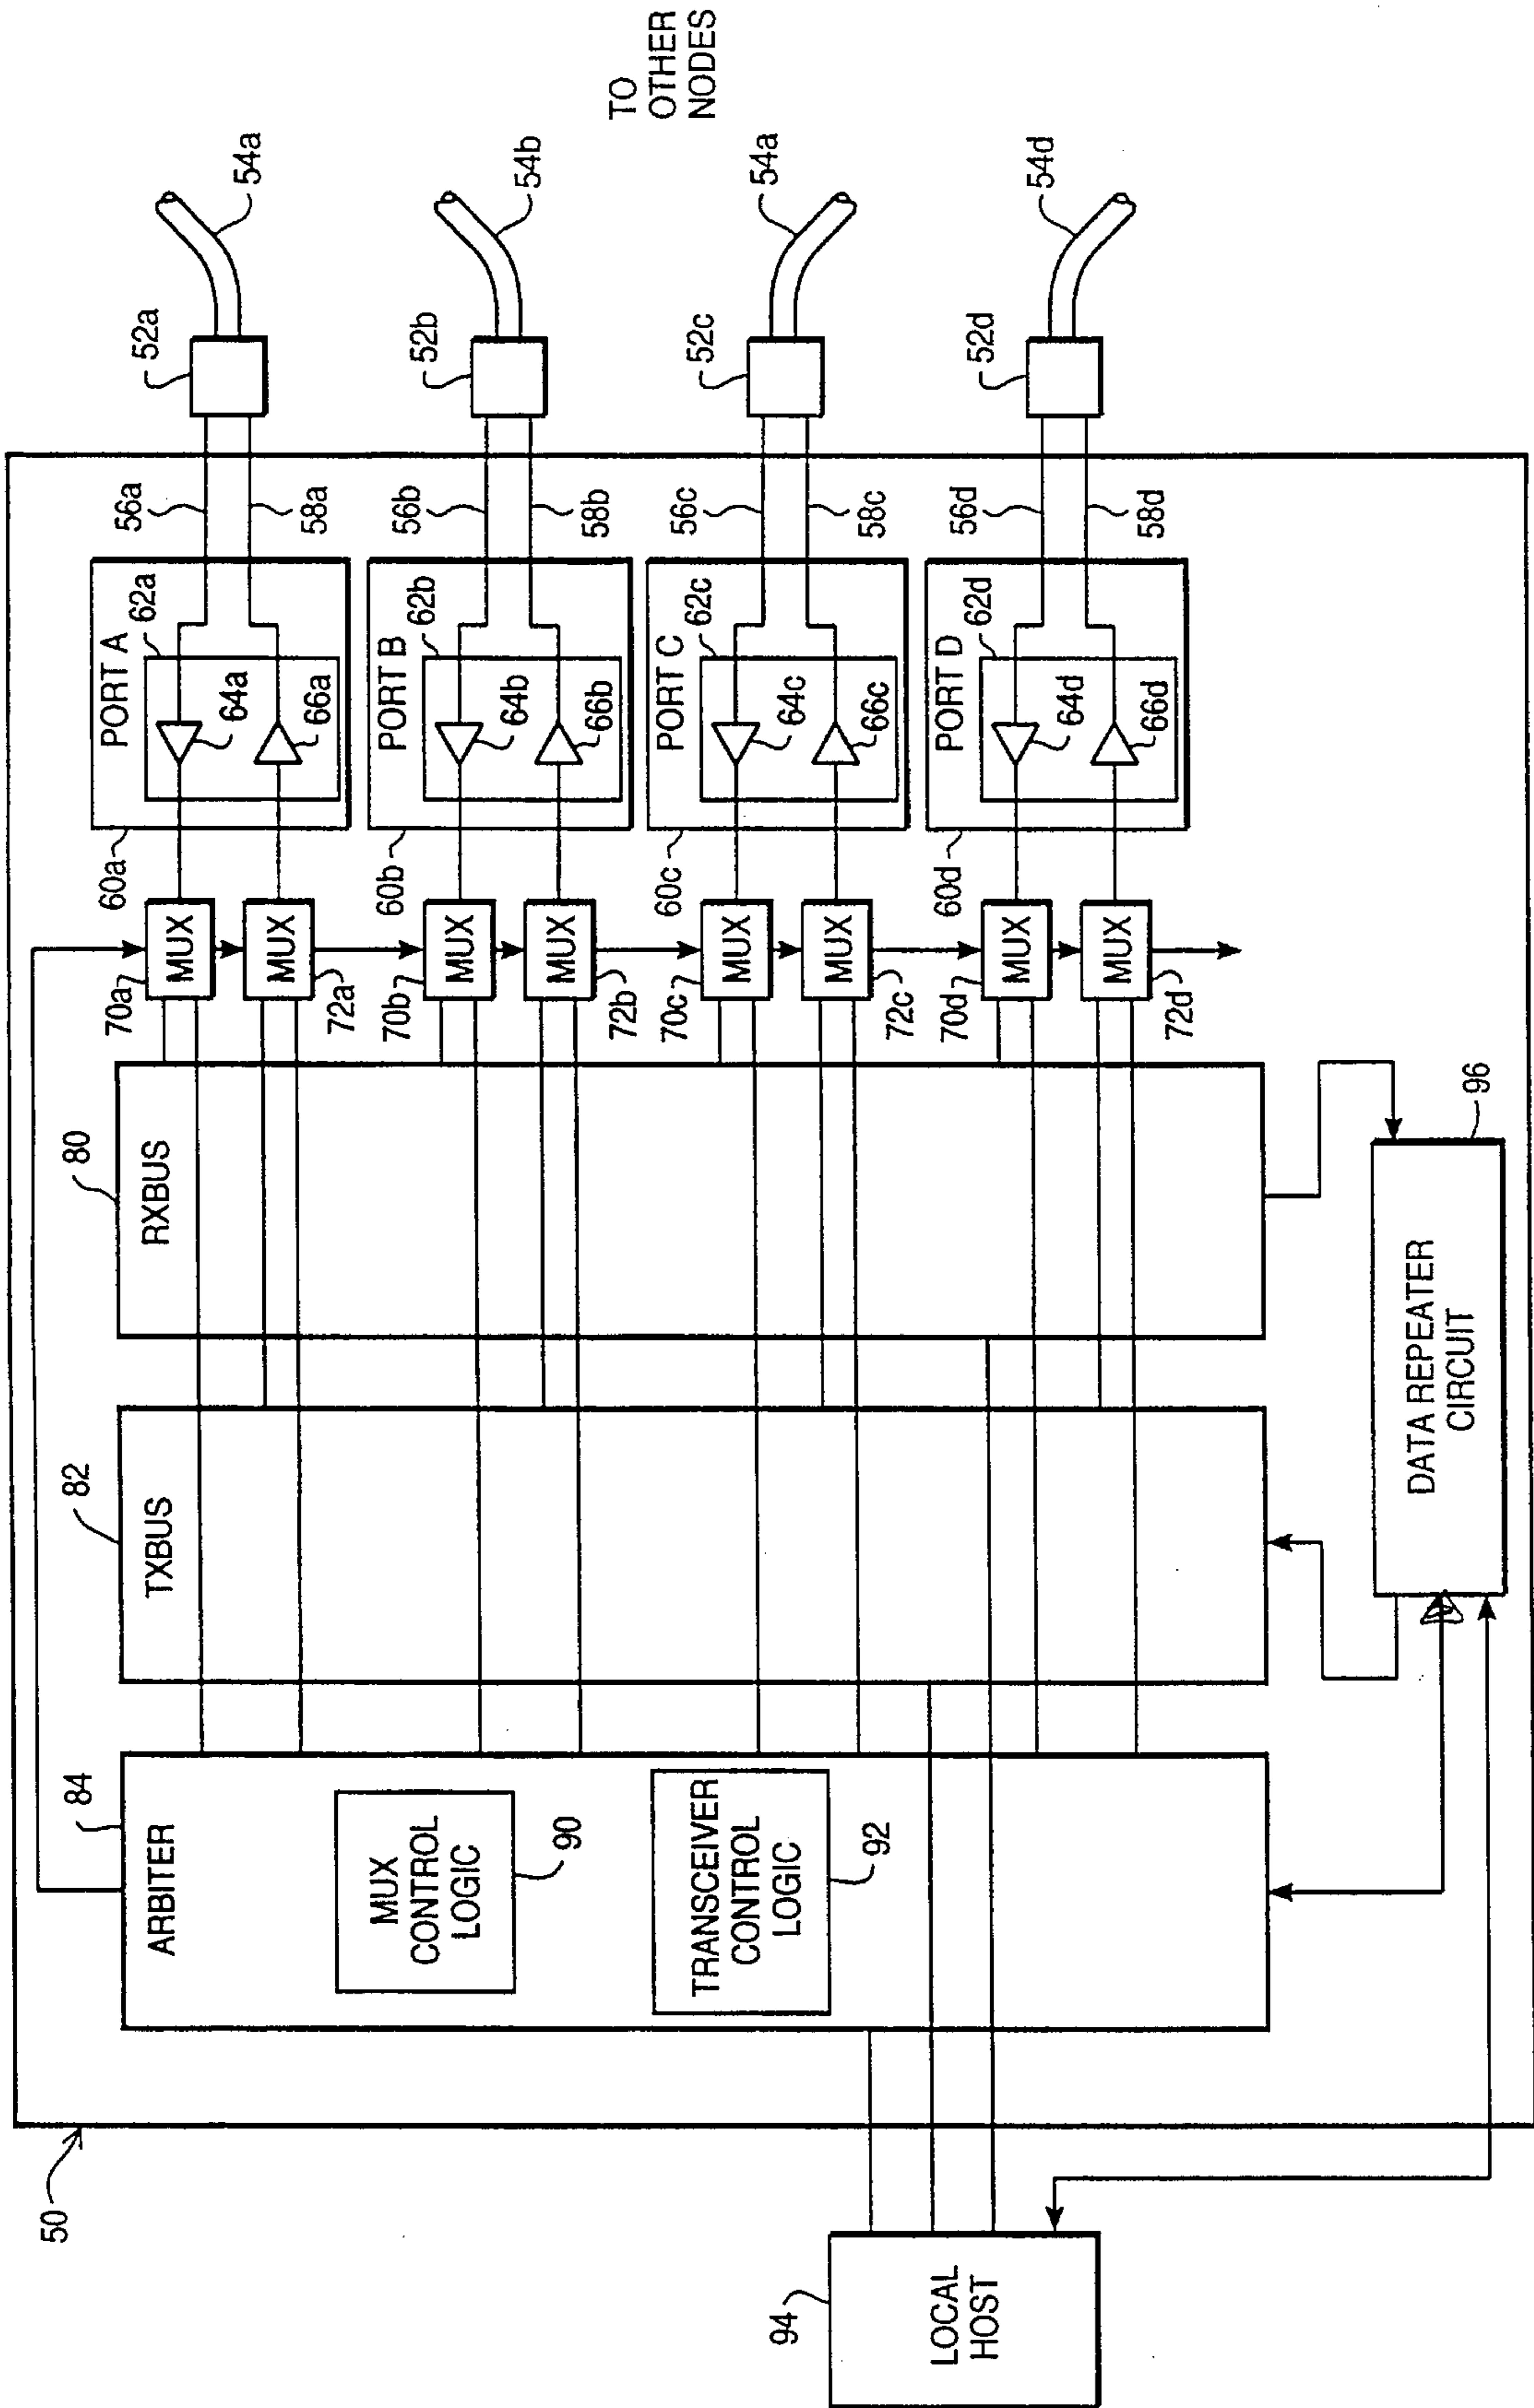 50
94
LOCAL
HOST
84
ARBITER
MUX
CONTROL
LOGIC
90
TRANSCEIVER
CONTROL
LOGIC
92
82
TXBUS
80
RXBUS
DATA REPEATER
CIRCUIT
96
70a
MUX
MUX
72a
70b
MUX
MUX
72b
70c
MUX
MUX
72c
70d
MUX
MUX
72d
60a
PORT A
62a
64a
66a
60b
PORT B
62b
64b
66b
60c
PORT C
62c
64c
66c
60d
PORT D
62d
64d
66d
56a
58a
56b
58b
56c
58c
56d
58d
52a
52b
52c
52d
54a
54b
54a
54d
TO
OTHER
NODES